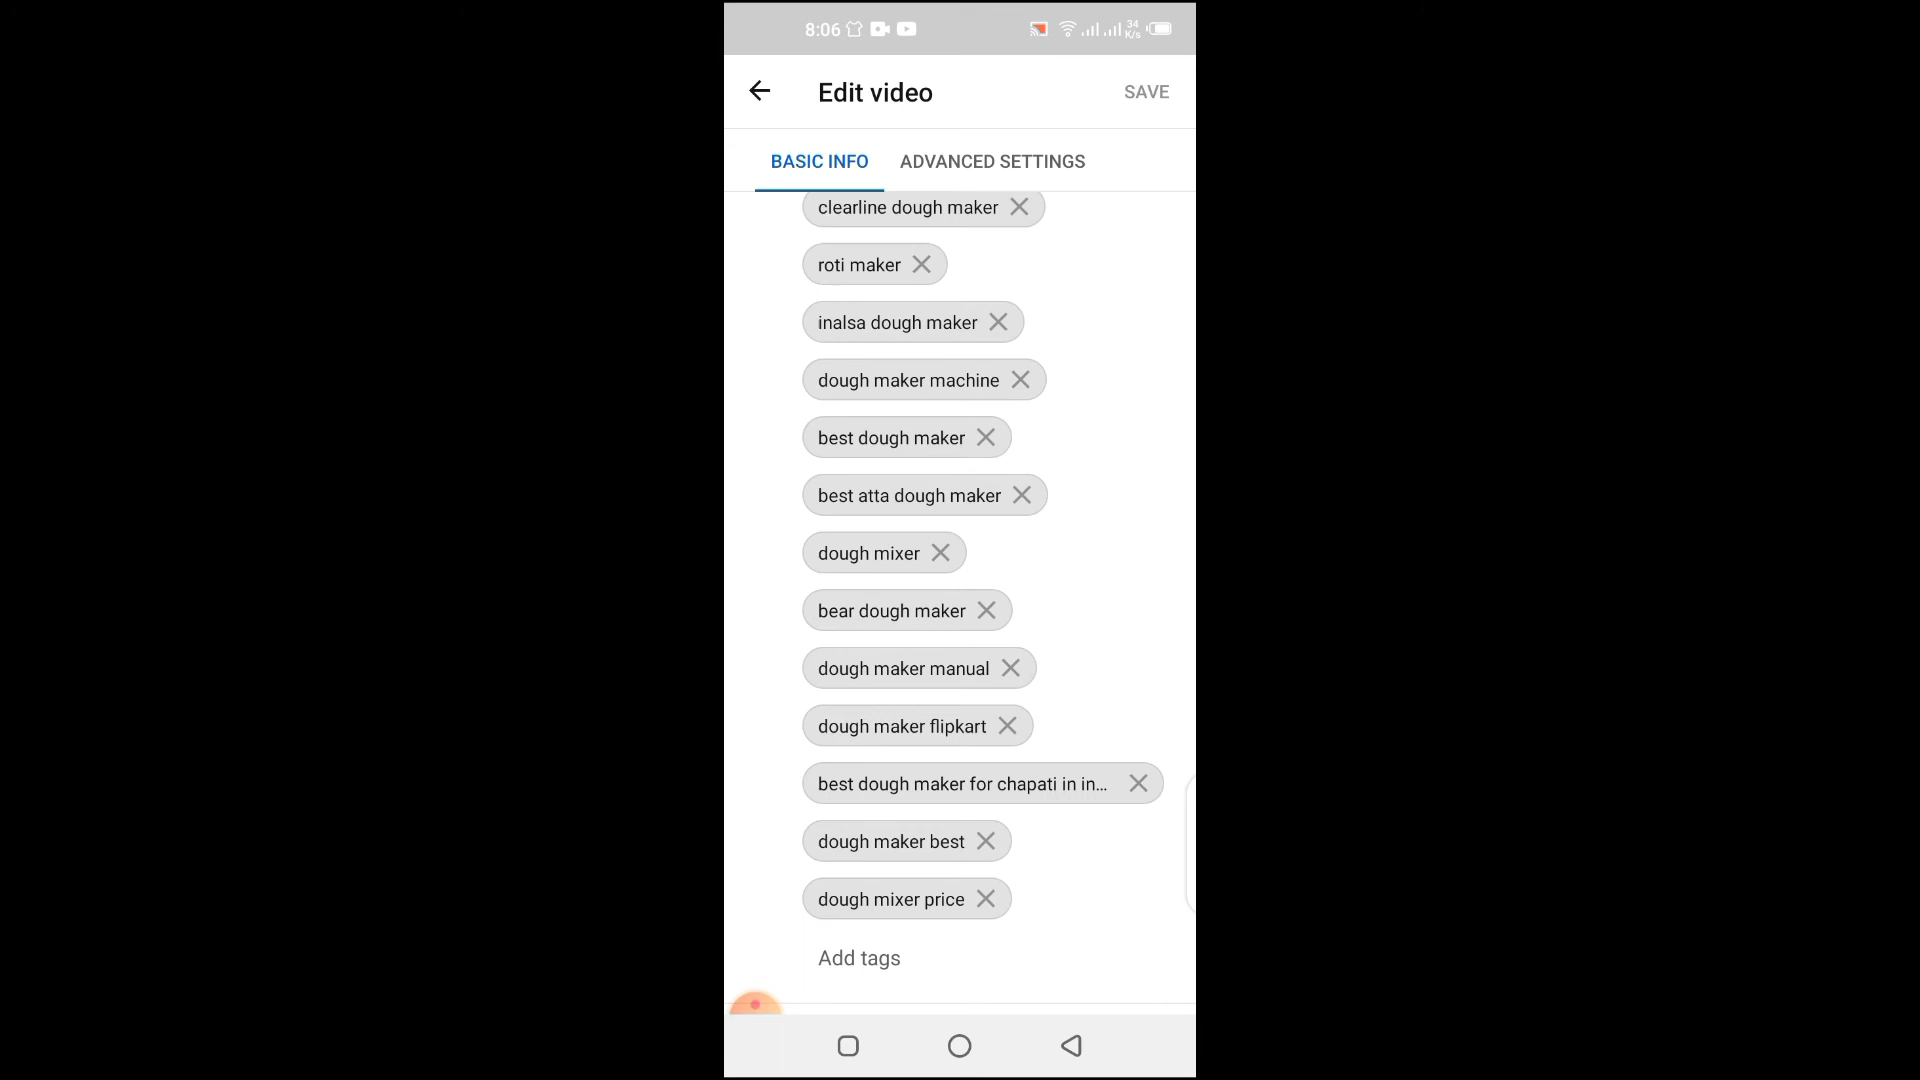 8:06 34 K/s
Edit video SAVE
BASIC INFO ADVANCED SETTINGS
clearline dough maker
roti maker
inalsa dough maker
dough maker machine
best dough maker
best atta dough maker
dough mixer
bear dough maker
dough maker manual
dough maker flipkart
best dough maker for chapati in in...
dough maker best
dough mixer price
Add tags